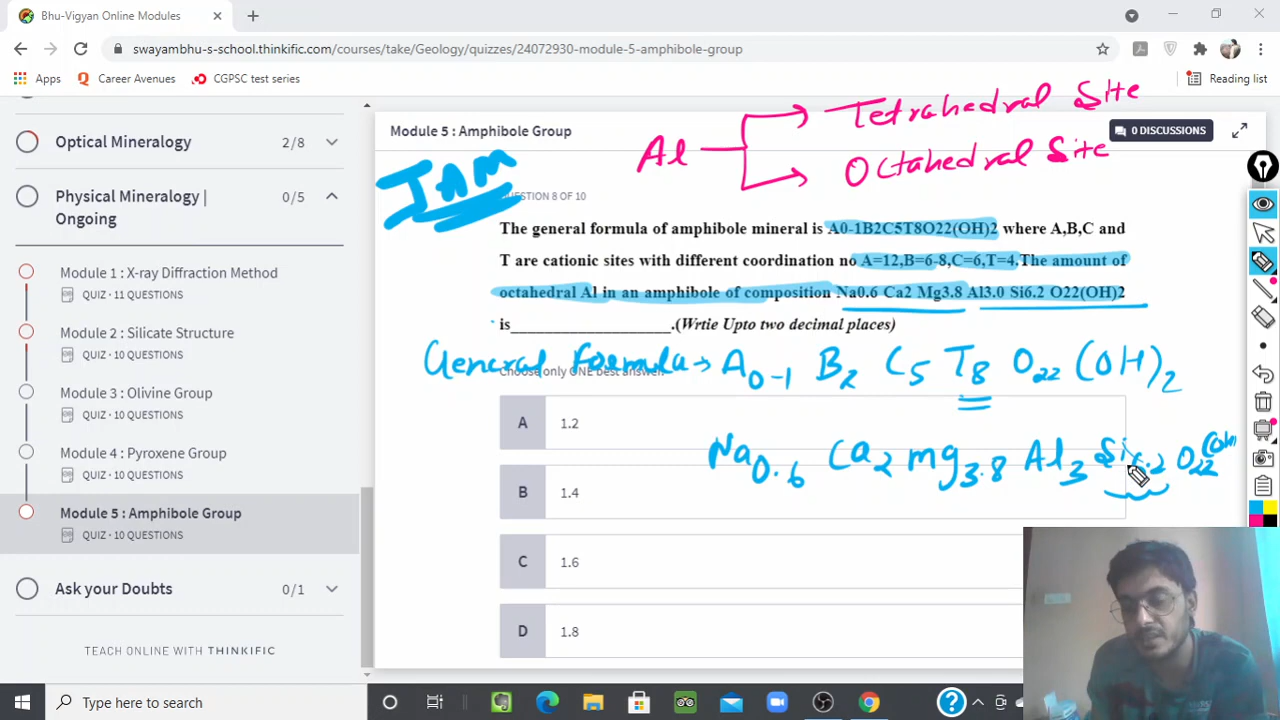 Bhu-Vigyan Online Modules
swayambhu-s-school.thinkific.com/courses/take/Geology/quizzes/24072930-module-5-amphibole-group
Apps
Career Avenues
CGPSC test series
Reading list
Optical Mineralogy
2/8
Physical Mineralogy |
Ongoing
0/5
Module 1 : X-ray Diffraction Method
QUIZ · 11 QUESTIONS
Module 2 : Silicate Structure
QUIZ · 10 QUESTIONS
Module 3 : Olivine Group
QUIZ · 10 QUESTIONS
Module 4 : Pyroxene Group
QUIZ · 10 QUESTIONS
Module 5 : Amphibole Group
QUIZ · 10 QUESTIONS
Ask your Doubts
0/1
TEACH ONLINE WITH THINKIFIC
Module 5 : Amphibole Group
0 DISCUSSIONS
Al
Tetrahedral Site
Octahedral Site
JAM
QUESTION 8 OF 10
The general formula of amphibole mineral is A0-1B2C5T8O22(OH)2 where A,B,C and
T are cationic sites with different coordination no A=12,B=6-8,C=6,T=4.The amount of
octahedral Al in an amphibole of composition Na0.6 Ca2 Mg3.8 Al3.0 Si6.2 O22(OH)2
is____________________.(Wrtie Upto two decimal places)
General formula → A0-1 B2 C5 T8 O22 (OH)2
Choose only ONE best answer.
A 1.2
Na0.6 Ca2 mg3.8 Al3 Si6.2 O22 (OH)
B 1.4
C 1.6
D 1.8
Type here to search